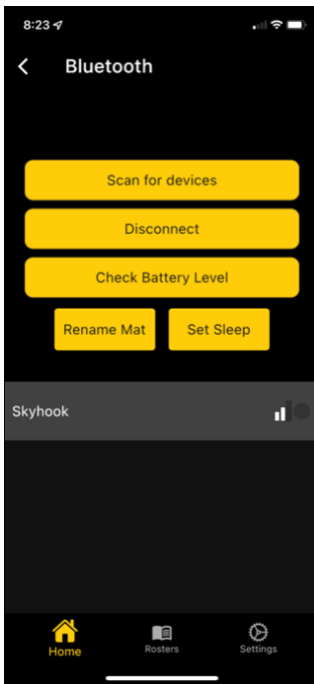 8:23
Bluetooth
Scan for devices
Disconnect
Check Battery Level
Rename Mat Set Sleep
Skyhook
Home Rosters Settings